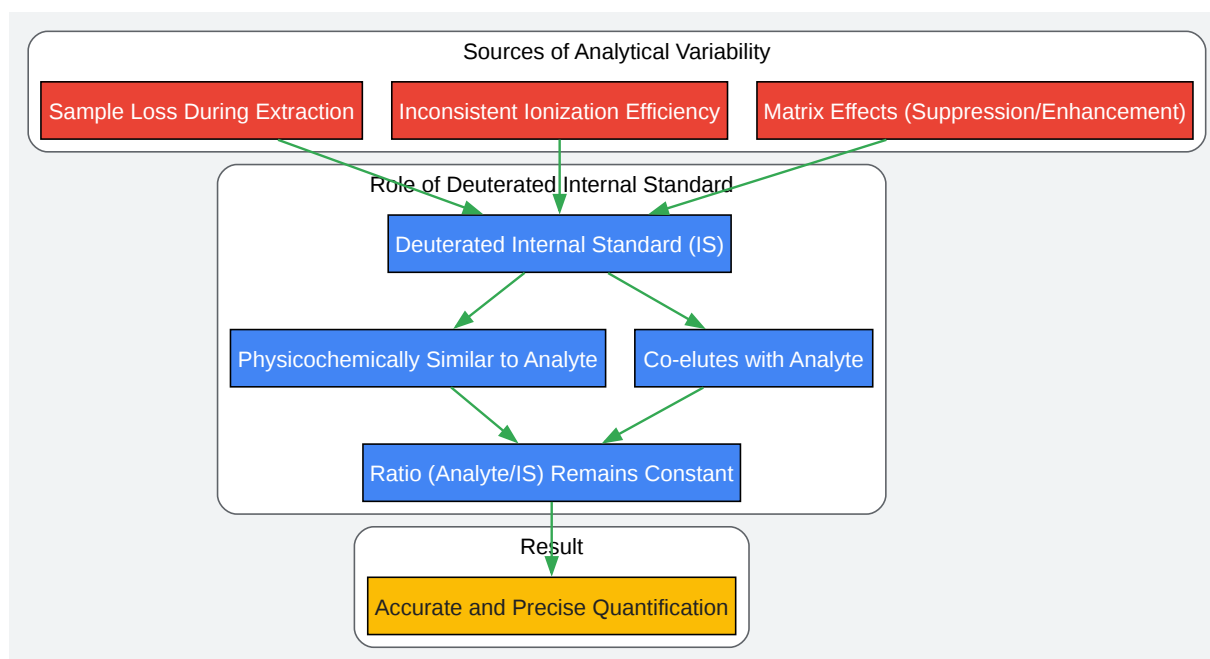 Sources of Analytical Variability
Sample Loss During Extraction
Inconsistent Ionization Efficiency
Matrix Effects (Suppression/Enhancement)
Role of Deuterated Internal Standard
Deuterated Internal Standard (IS)
Physicochemically Similar to Analyte
Co-elutes with Analyte
Ratio (Analyte/IS) Remains Constant
Result
Accurate and Precise Quantification